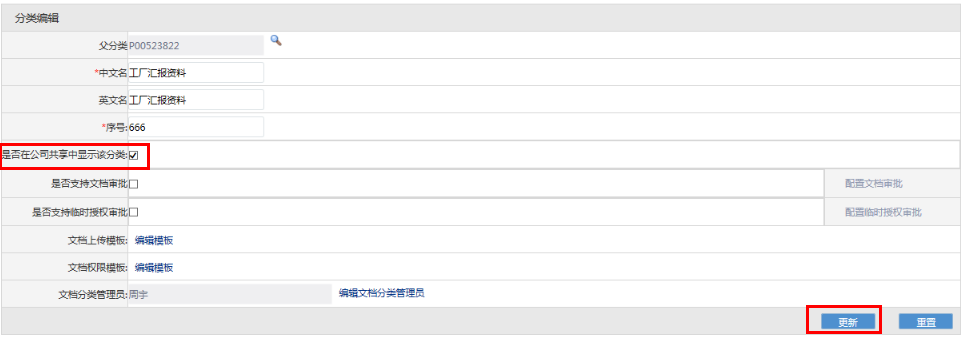 分类编辑
父分类 P00523822
*中文名 工厂汇报资料
英文名 工厂汇报资料
*序号: 666
是否在公司共享中显示该分类:
是否支持文档审批 配置文档审批
是否支持临时授权审批 配置临时授权审批
文档上传模板: 编辑模板
文档权限模板: 编辑模板
文档分类管理员: 周宇 编辑文档分类管理员
更新 重置